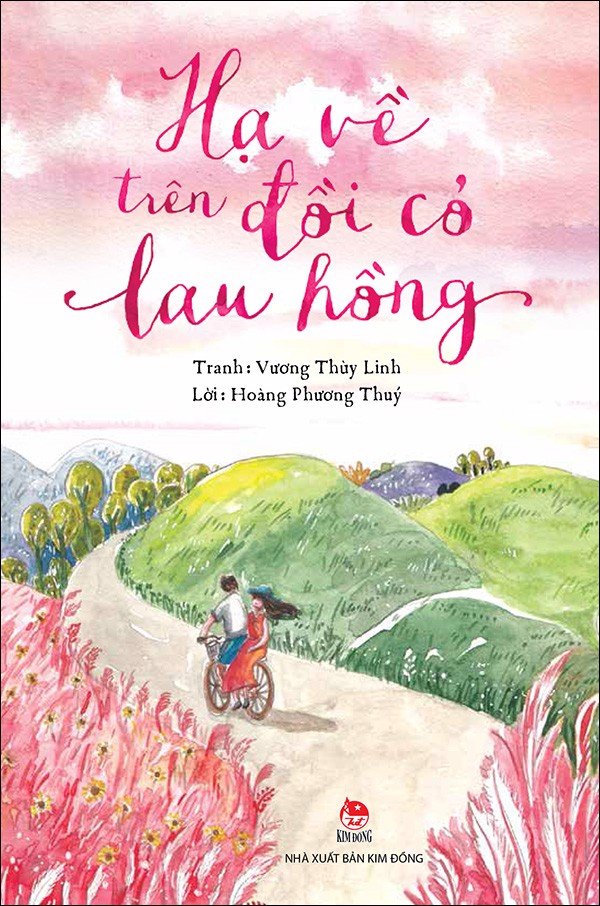 Hạ về
trên đồi cỏ
lau hồng
Tranh: Vương Thùy Linh
Lời: Hoàng Phương Thuý
KIM ĐỒNG
NHÀ XUẤT BẢN KIM ĐỒNG